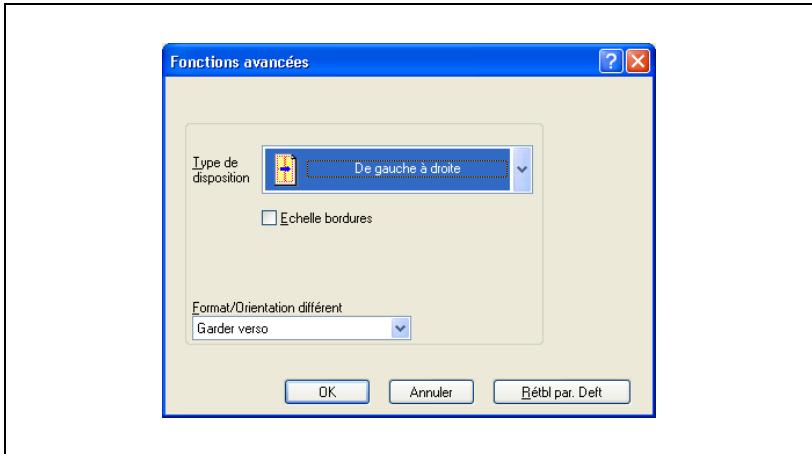 Fonctions avancées
Type de
disposition
De gauche à droite
Echelle bordures
Format/Orientation différent
Garder verso
OK
Annuler
Rétbl par. Deft